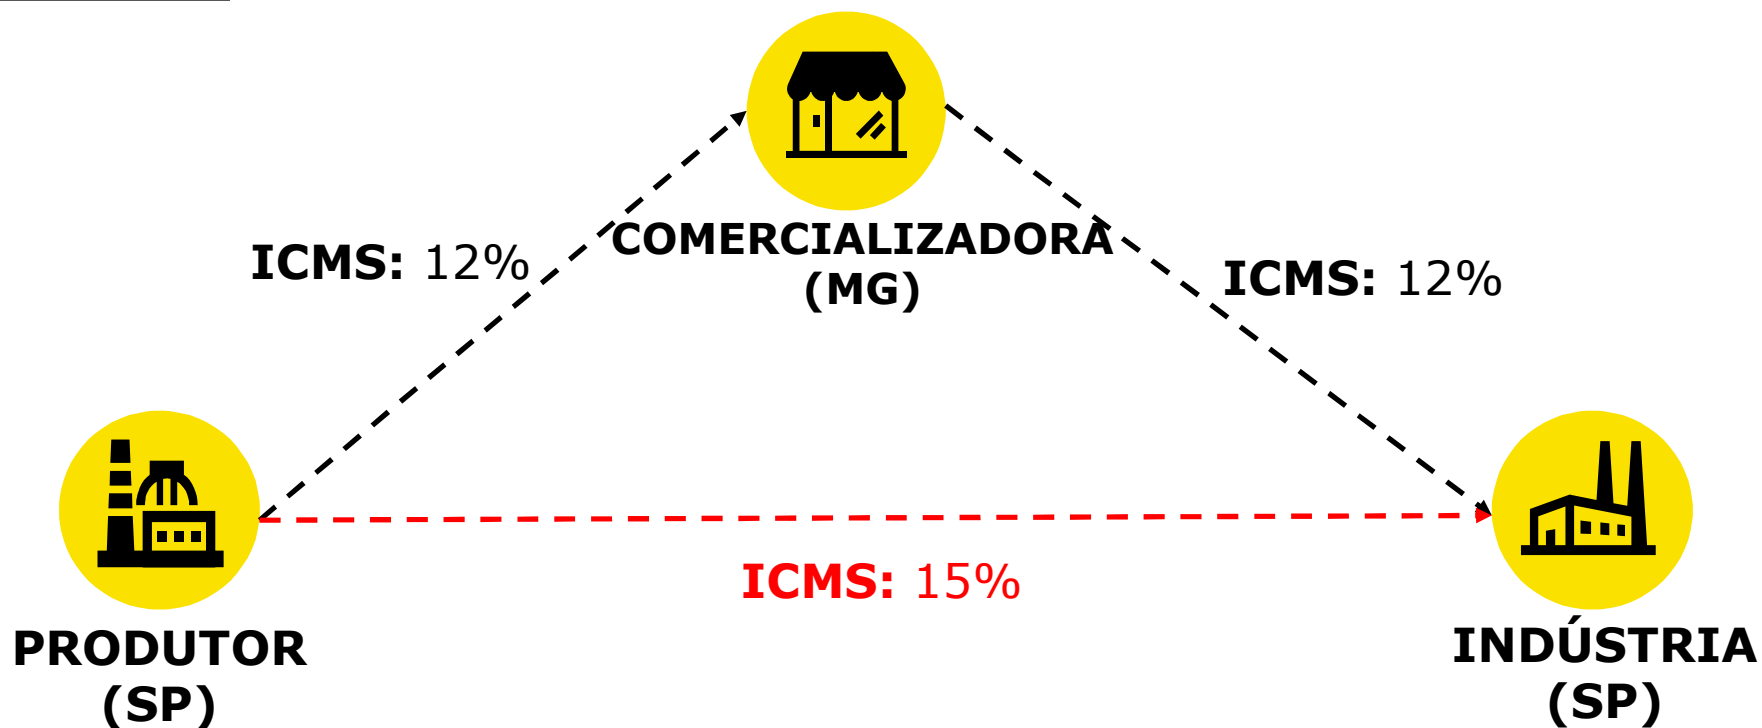 COMERCIALIZADORA
(MG)
ICMS: 12%
ICMS: 12%
ICMS: 15%
PRODUTOR
(SP)
INDÚSTRIA
(SP)